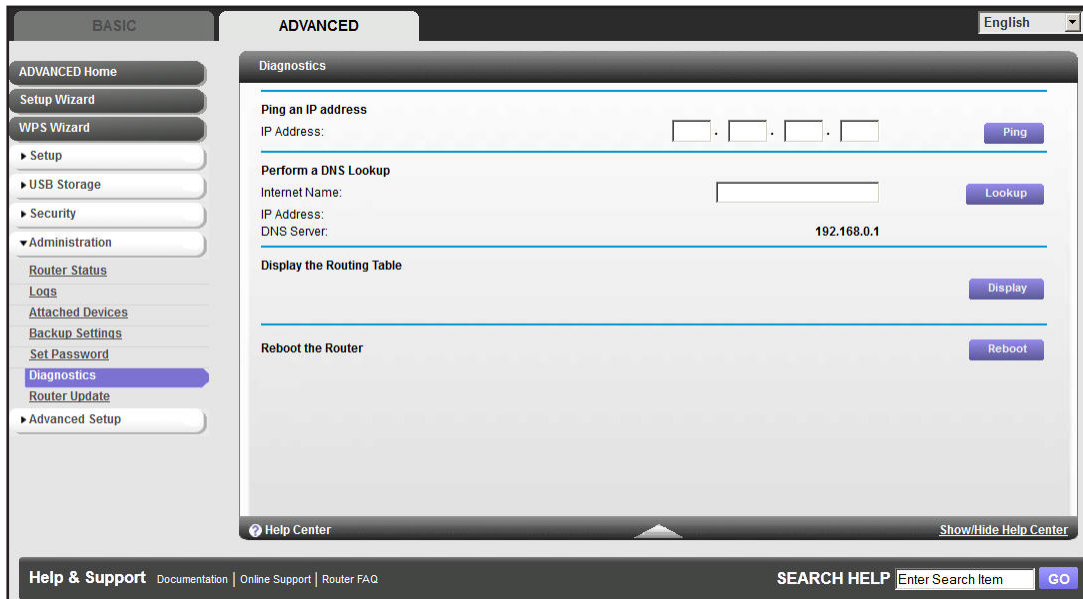 BASIC
ADVANCED
English
ADVANCED Home
Setup Wizard
WPS Wizard
Setup
USB Storage
Security
Administration
Router Status
Logs
Attached Devices
Backup Settings
Set Password
Diagnostics
Router Update
Advanced Setup
Diagnostics
Ping an IP address
IP Address: . . . Ping
Perform a DNS Lookup
Internet Name: Lookup
IP Address:
DNS Server: 192.168.0.1
Display the Routing Table
Display
Reboot the Router Reboot
? Help Center Show/Hide Help Center
Help & Support Documentation | Online Support | Router FAQ SEARCH HELP Enter Search Item GO